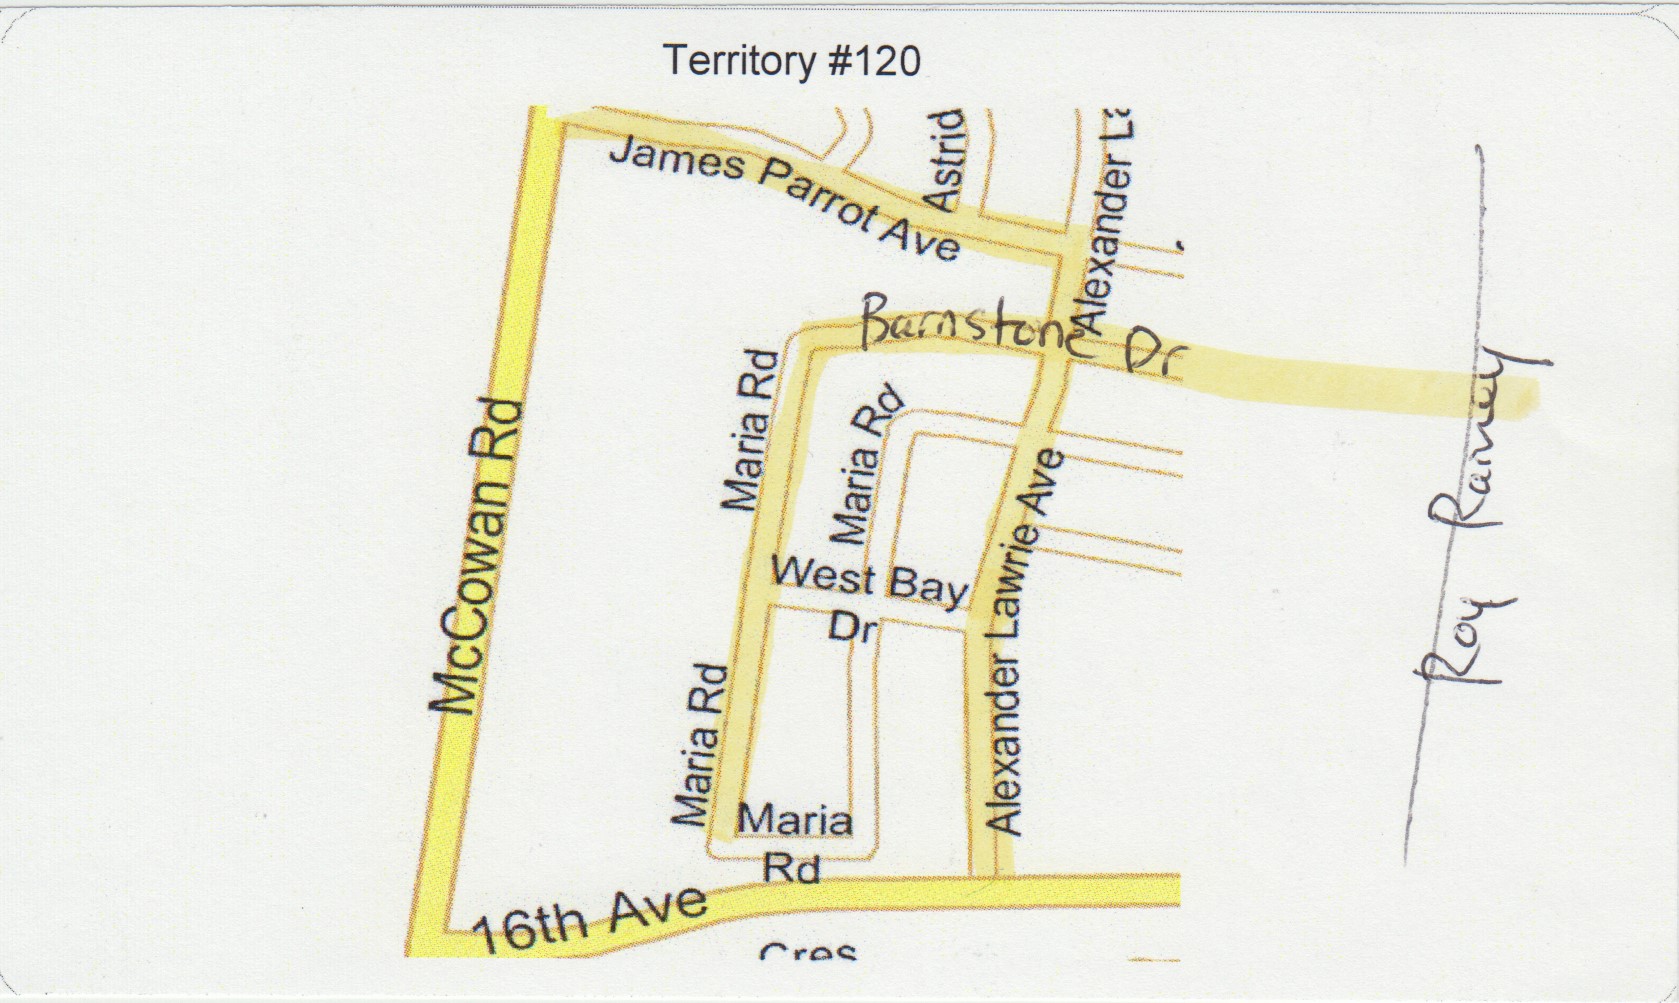 Territory #120
James Parrot Ave
Astrid
Alexander La
Barnstone Dr
Maria Rd
Maria Rd
McCowan Rd
West Bay
Dr
Alexander Lawrie Ave
Maria Rd
Maria
Rd
16th Ave
Cres
Roy Rainey